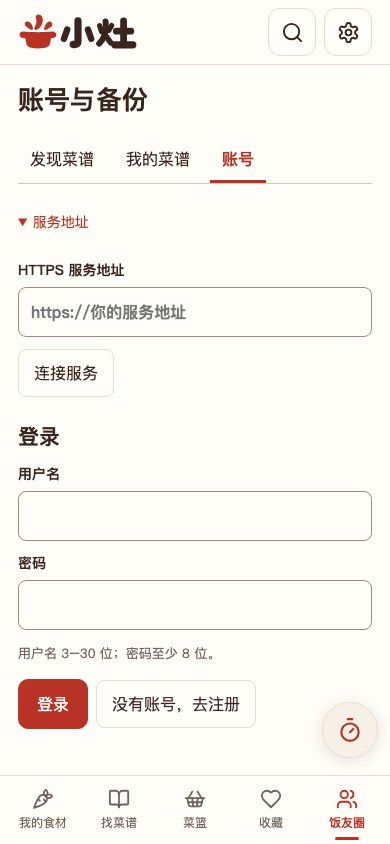 小灶
账号与备份
发现菜谱 我的菜谱 账号
▼ 服务地址
HTTPS 服务地址
https://你的服务地址
连接服务
登录
用户名
密码
用户名 3—30 位；密码至少 8 位。
登录 没有账号，去注册
我的食材 找菜谱 菜篮 收藏 饭友圈